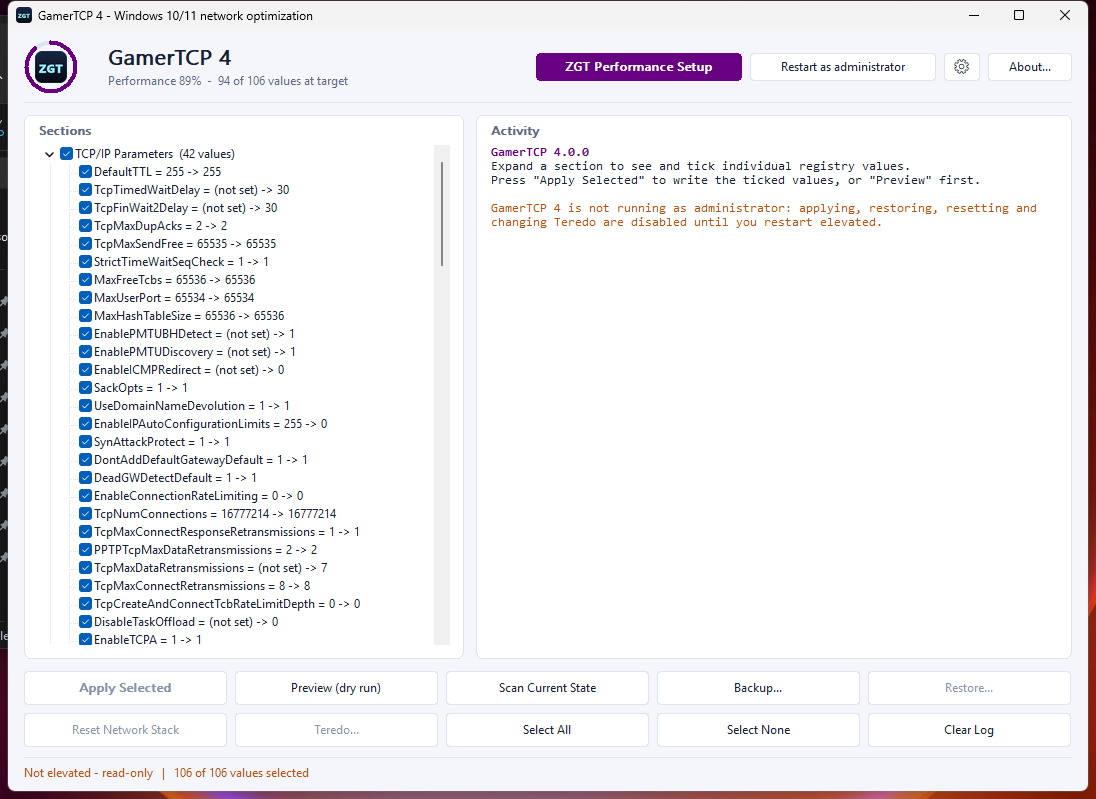 GamerTCP 4 - Windows 10/11 network optimization
ZGT
GamerTCP 4
Performance 89% - 94 of 106 values at target
ZGT Performance Setup
Restart as administrator
About...
Sections
TCP/IP Parameters (42 values)
DefaultTTL = 255 -> 255
TcpTimedWaitDelay = (not set) -> 30
TcpFinWait2Delay = (not set) -> 30
TcpMaxDupAcks = 2 -> 2
TcpMaxSendFree = 65535 -> 65535
StrictTimeWaitSeqCheck = 1 -> 1
MaxFreeTcbs = 65536 -> 65536
MaxUserPort = 65534 -> 65534
MaxHashTableSize = 65536 -> 65536
EnablePMTUBHDetect = (not set) -> 1
EnablePMTUDiscovery = (not set) -> 1
EnableICMPRedirect = (not set) -> 0
SackOpts = 1 -> 1
UseDomainNameDevolution = 1 -> 1
EnableIPAutoConfigurationLimits = 255 -> 0
SynAttackProtect = 1 -> 1
DontAddDefaultGatewayDefault = 1 -> 1
DeadGWDetectDefault = 1 -> 1
EnableConnectionRateLimiting = 0 -> 0
TcpNumConnections = 16777214 -> 16777214
TcpMaxConnectResponseRetransmissions = 1 -> 1
PPTPTcpMaxDataRetransmissions = 2 -> 2
TcpMaxDataRetransmissions = (not set) -> 7
TcpMaxConnectRetransmissions = 8 -> 8
TcpCreateAndConnectTcbRateLimitDepth = 0 -> 0
DisableTaskOffload = (not set) -> 0
EnableTCPA = 1 -> 1
Activity
GamerTCP 4.0.0
Expand a section to see and tick individual registry values.
Press "Apply Selected" to write the ticked values, or "Preview" first.
GamerTCP 4 is not running as administrator: applying, restoring, resetting and
changing Teredo are disabled until you restart elevated.
Apply Selected
Preview (dry run)
Scan Current State
Backup...
Restore...
Reset Network Stack
Teredo...
Select All
Select None
Clear Log
Not elevated - read-only | 106 of 106 values selected